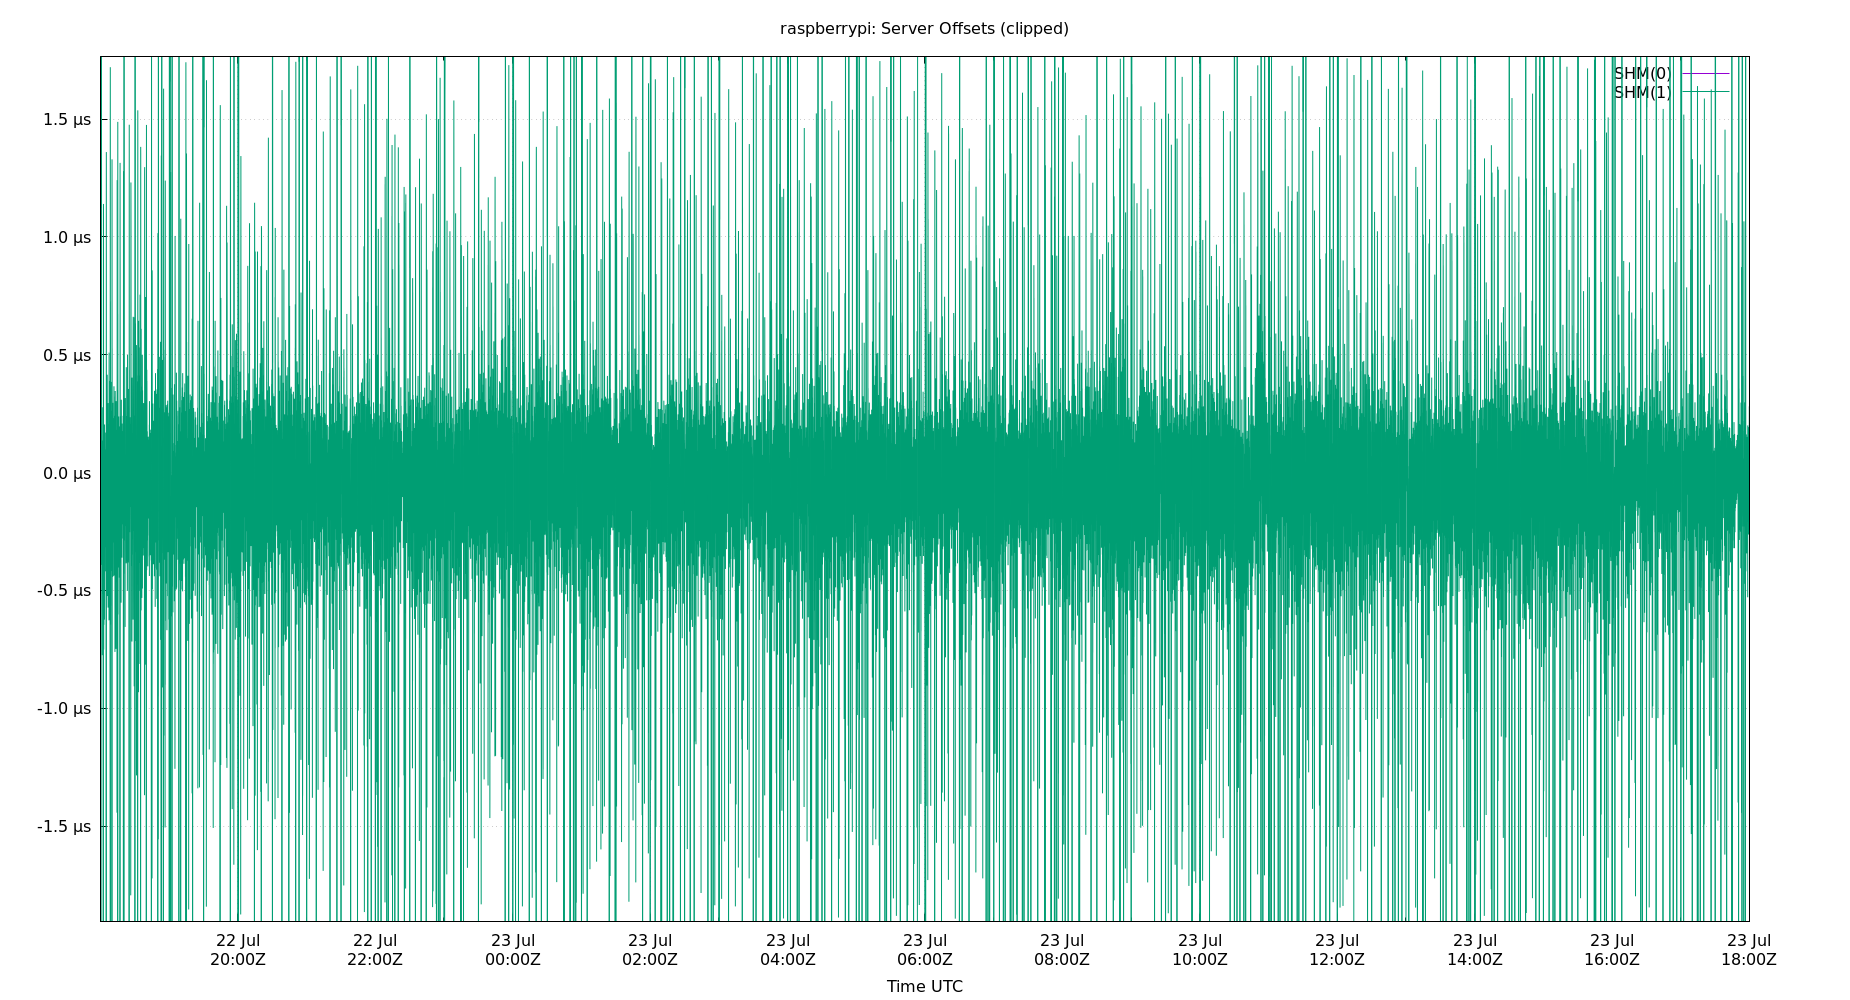 raspberrypi: Server Offsets (clipped)
SHM(0)
SHM(1)
1.5 µs
1.0 µs
0.5 µs
0.0 µs
-0.5 µs
-1.0 µs
-1.5 µs
22 Jul 22 Jul 23 Jul 23 Jul 23 Jul 23 Jul 23 Jul 23 Jul 23 Jul 23 Jul 23 Jul 23 Jul
20:00Z 22:00Z 00:00Z 02:00Z 04:00Z 06:00Z 08:00Z 10:00Z 12:00Z 14:00Z 16:00Z 18:00Z
Time UTC